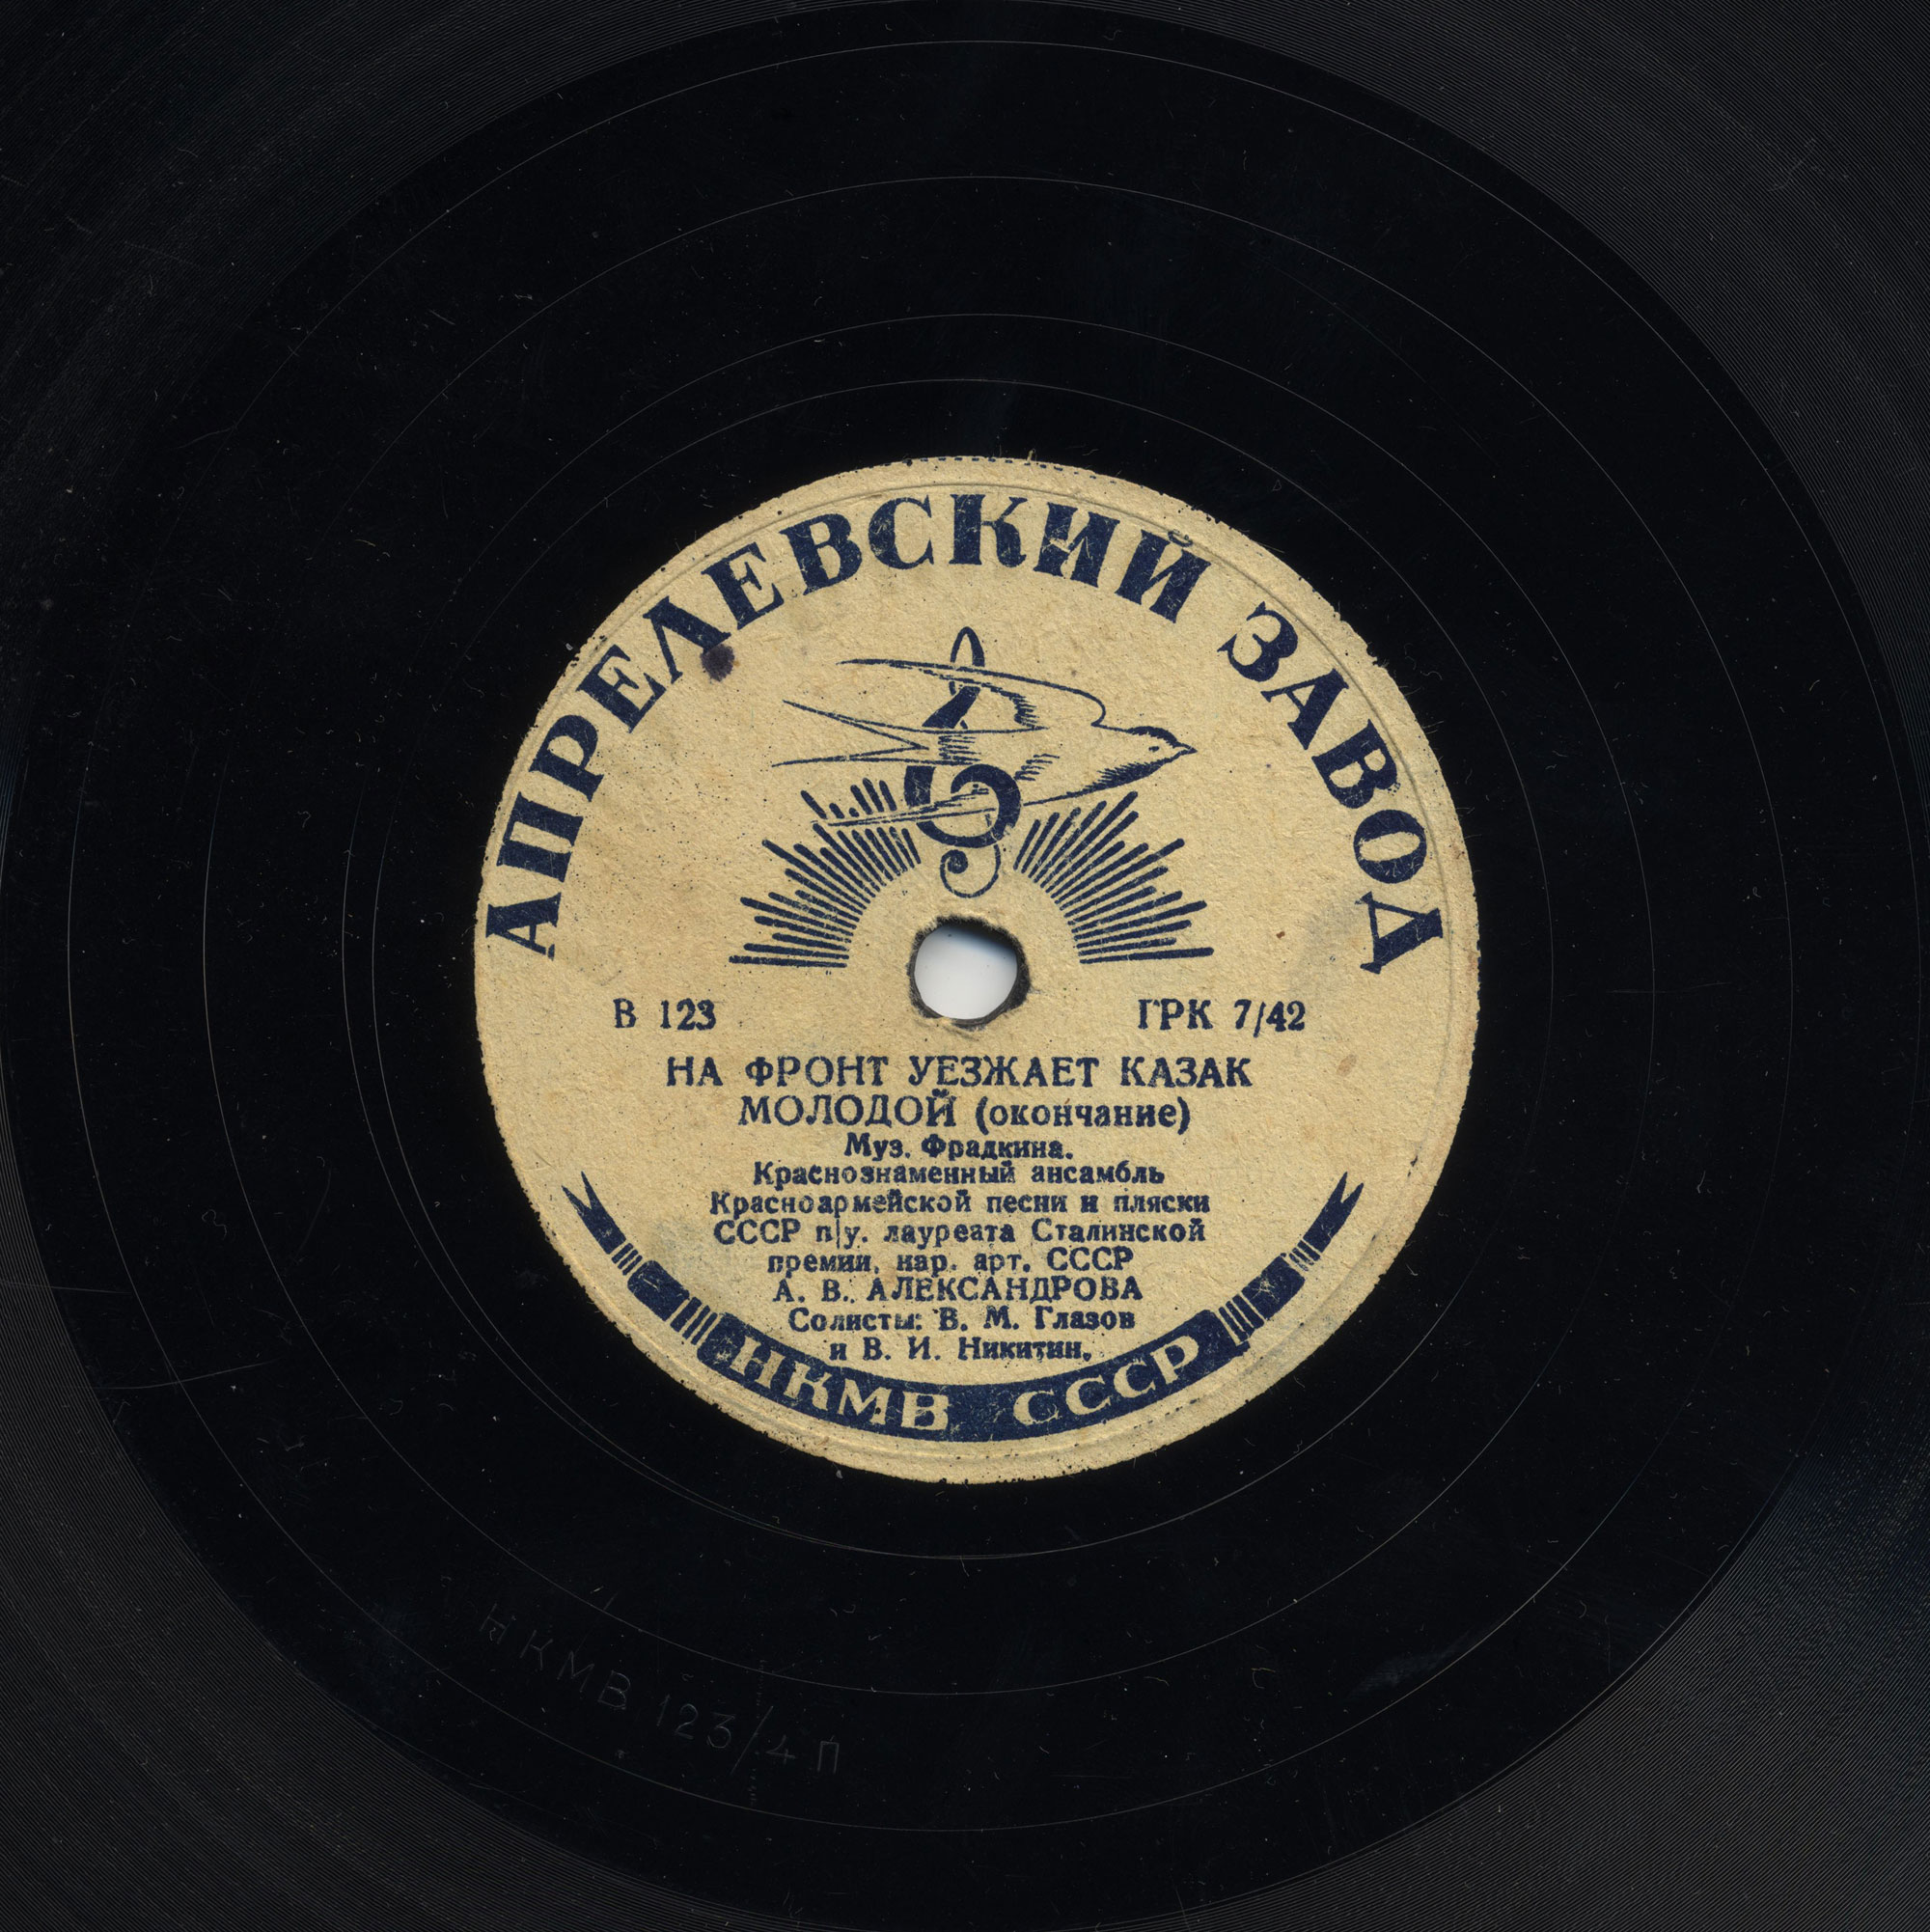 АПРЕЛЕВСКИЙ ЗАВОД
В 123
ГРК 7/42
НА ФРОНТ УЕЗЖАЕТ КАЗАК
МОЛОДОЙ (окончание)
Муз. Фрадкина.
Краснознаменный ансамбль
Красноармейской песни и пляски
СССР п/у. лауреата Сталинской
премии, нар. арт. СССР
А. В. АЛЕКСАНДРОВА
Солисты: В. М. Глазов
и В. И. Никитин.
НКМВ СССР
НКМВ 123/4 П